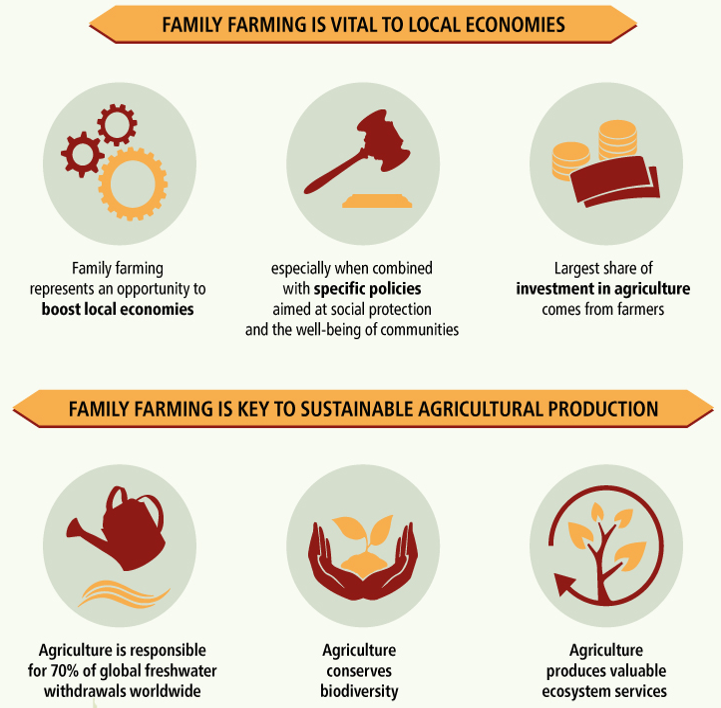 FAMILY FARMING IS VITAL TO LOCAL ECONOMIES
Family farming
represents an opportunity to
boost local economies
especially when combined
with specific policies
aimed at social protection
and the well-being of communities
Largest share of
investment in agriculture
comes from farmers
FAMILY FARMING IS KEY TO SUSTAINABLE AGRICULTURAL PRODUCTION
Agriculture is responsible
for 70% of global freshwater
withdrawals worldwide
Agriculture
conserves
biodiversity
Agriculture
produces valuable
ecosystem services